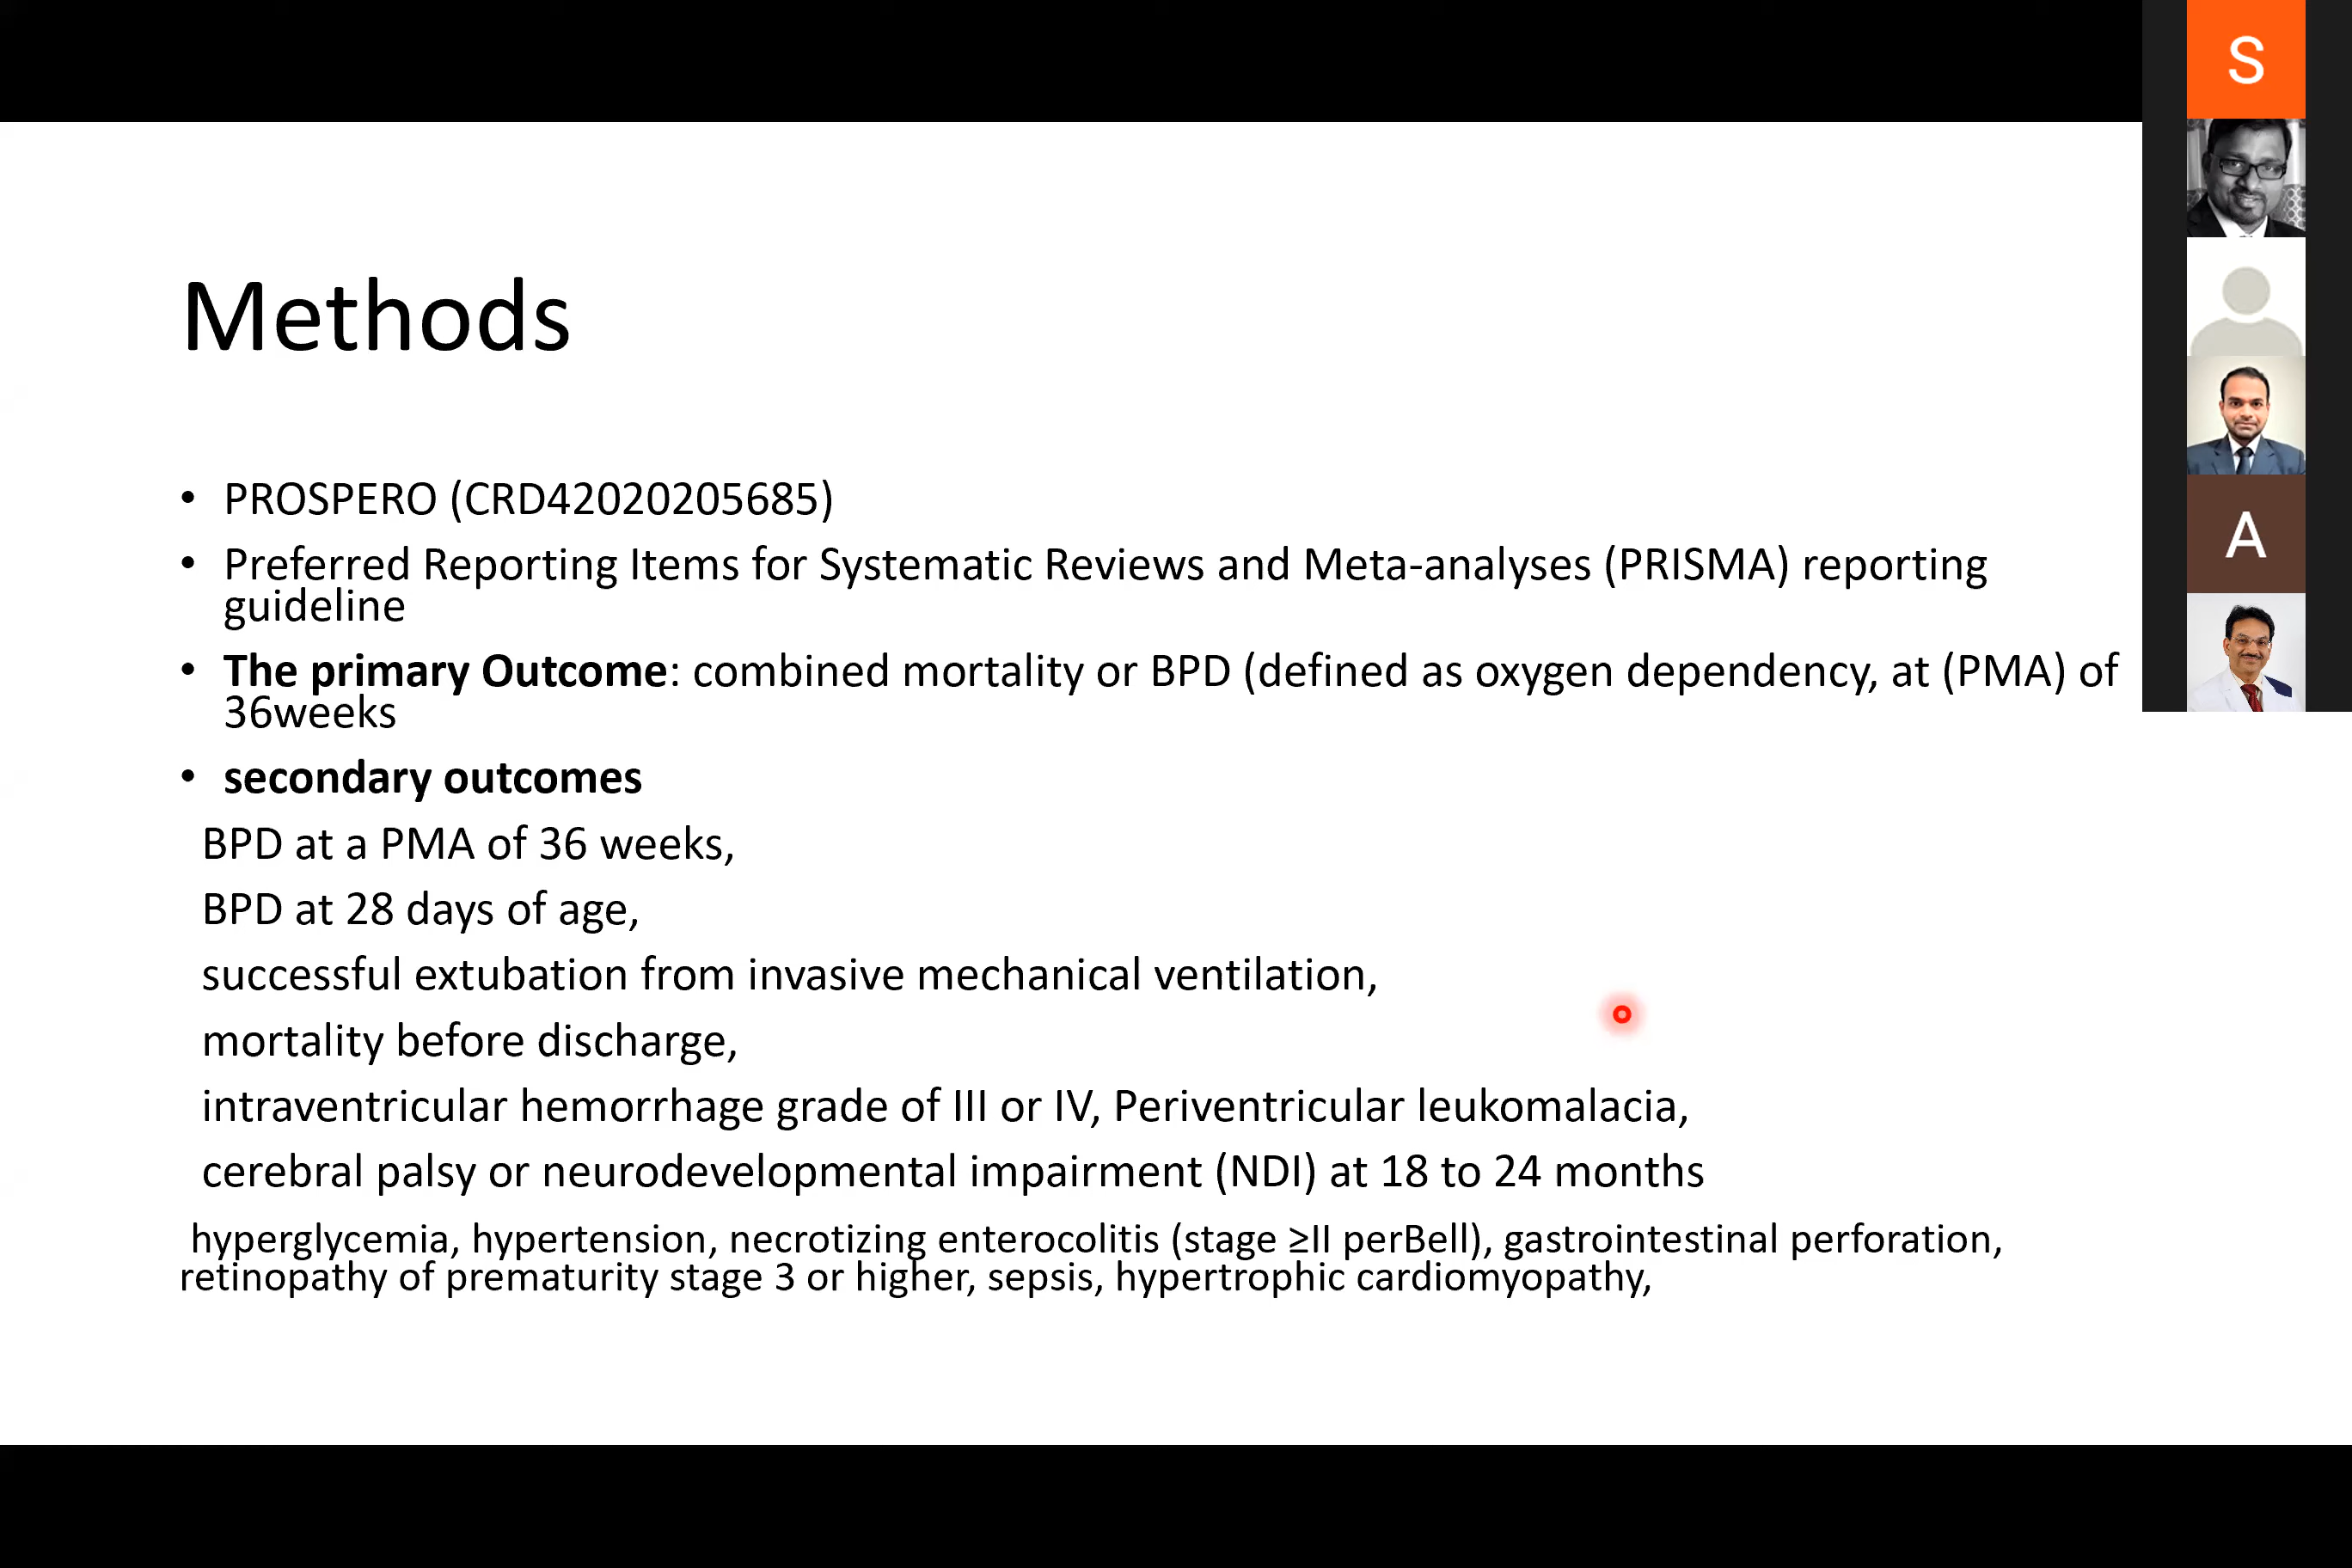 S
Methods
• PROSPERO (CRD42020205685)
• Preferred Reporting Items for Systematic Reviews and Meta-analyses (PRISMA) reporting
guideline
• The primary Outcome: combined mortality or BPD (defined as oxygen dependency, at (PMA) of
36weeks
• secondary outcomes
BPD at a PMA of 36 weeks,
BPD at 28 days of age,
successful extubation from invasive mechanical ventilation,
mortality before discharge,
intraventricular hemorrhage grade of III or IV, Periventricular leukomalacia,
cerebral palsy or neurodevelopmental impairment (NDI) at 18 to 24 months
hyperglycemia, hypertension, necrotizing enterocolitis (stage ≥II perBell), gastrointestinal perforation,
retinopathy of prematurity stage 3 or higher, sepsis, hypertrophic cardiomyopathy,
A